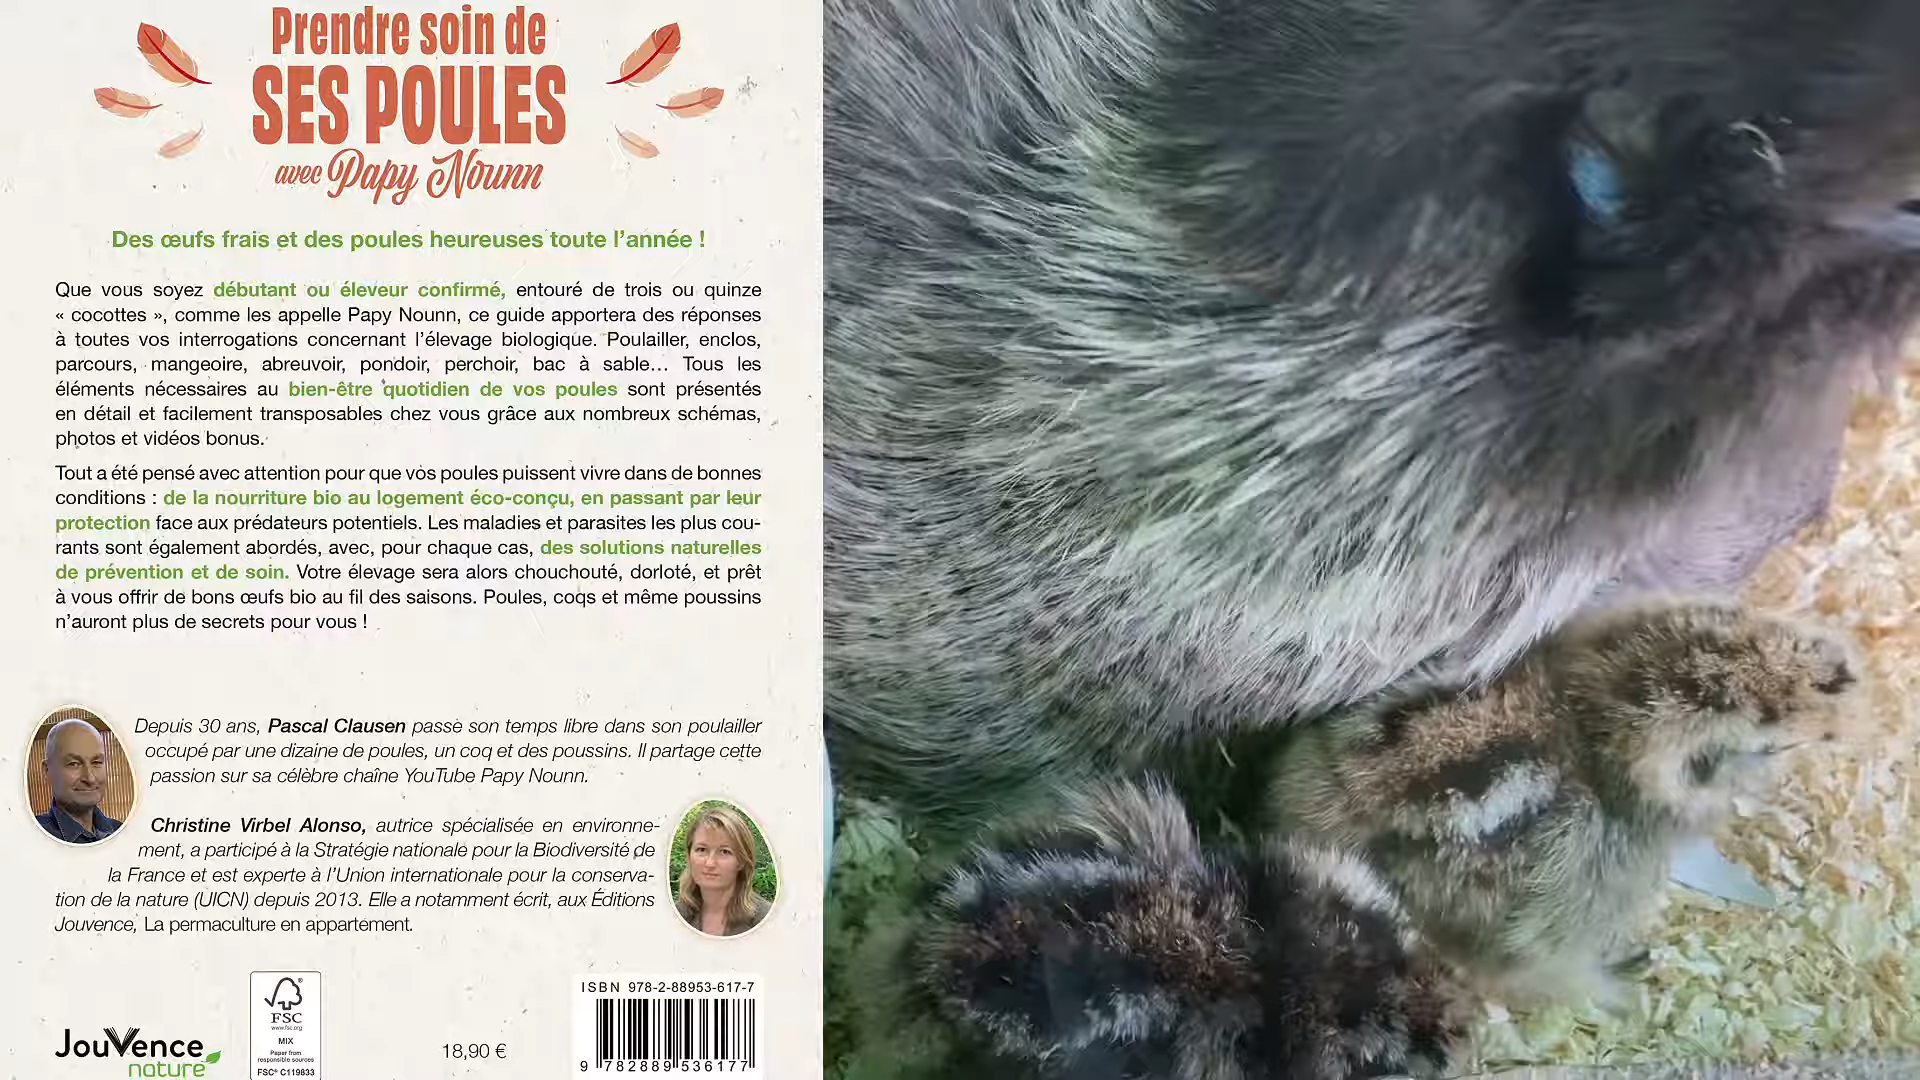 Prendre soin de
SES POULES
avec Papy Nounn
Des œufs frais et des poules heureuses toute l’année !
Que vous soyez débutant ou éleveur confirmé, entouré de trois ou quinze
« cocottes », comme les appelle Papy Nounn, ce guide apportera des réponses
à toutes vos interrogations concernant l’élevage biologique. Poulailler, enclos,
parcours, mangeoire, abreuvoir, pondoir, perchoir, bac à sable… Tous les
éléments nécessaires au bien-être quotidien de vos poules sont présentés
en détail et facilement transposables chez vous grâce aux nombreux schémas,
photos et vidéos bonus.
Tout a été pensé avec attention pour que vos poules puissent vivre dans de bonnes
conditions : de la nourriture bio au logement éco-conçu, en passant par leur
protection face aux prédateurs potentiels. Les maladies et parasites les plus cou-
rants sont également abordés, avec, pour chaque cas, des solutions naturelles
de prévention et de soin. Votre élevage sera alors chouchouté, dorloté, et prêt
à vous offrir de bons œufs bio au fil des saisons. Poules, coqs et même poussins
n’auront plus de secrets pour vous !
Depuis 30 ans, Pascal Clausen passe son temps libre dans son poulailler
occupé par une dizaine de poules, un coq et des poussins. Il partage cette
passion sur sa célèbre chaîne YouTube Papy Nounn.
Christine Virbel Alonso, autrice spécialisée en environne-
ment, a participé à la Stratégie nationale pour la Biodiversité de
la France et est experte à l’Union internationale pour la conserva-
tion de la nature (UICN) depuis 2013. Elle a notamment écrit, aux Éditions
Jouvence, La permaculture en appartement.
JouVence
nature
FSC
www.fsc.org
MIX
Paper from
responsible sources
FSC® C119833
18,90 €
ISBN 978-2-88953-617-7
9 782889 536177